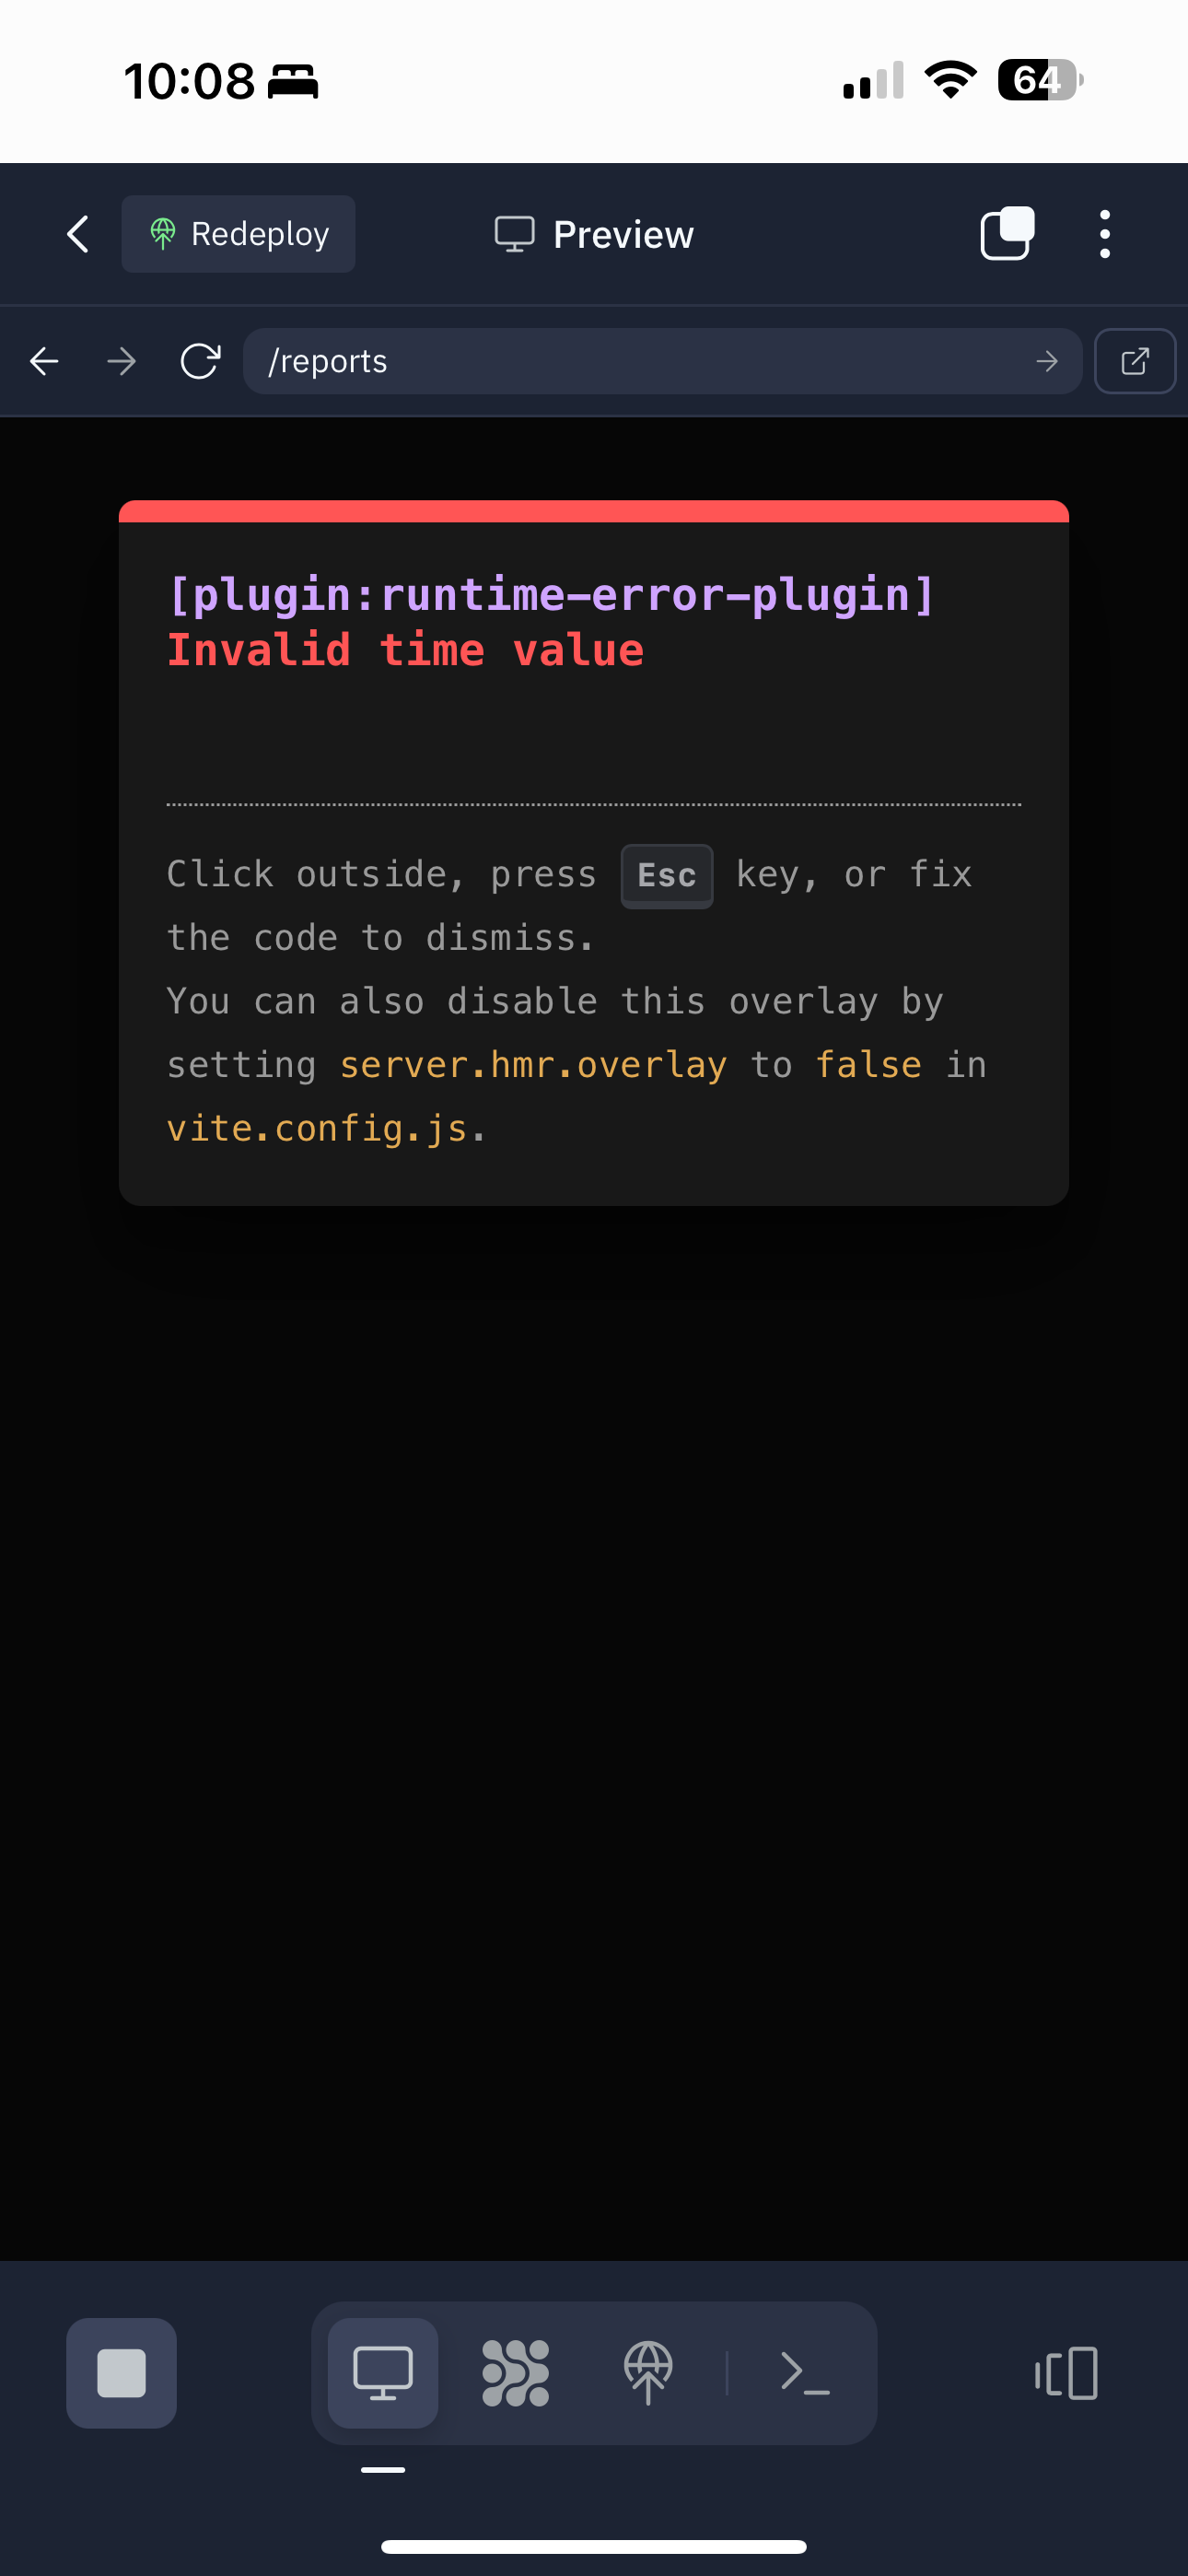 10:08
64
Redeploy
Preview
/reports
[plugin:runtime-error-plugin]
Invalid time value
Click outside, press Esc key, or fix
the code to dismiss.
You can also disable this overlay by
setting server.hmr.overlay to false in
vite.config.js.